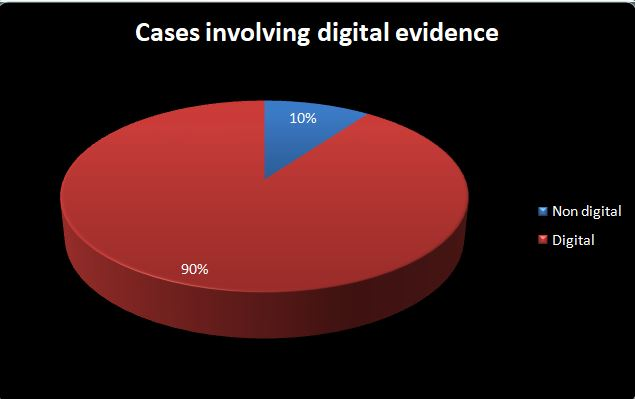 Cases involving digital evidence
10%
90%
Non digital
Digital